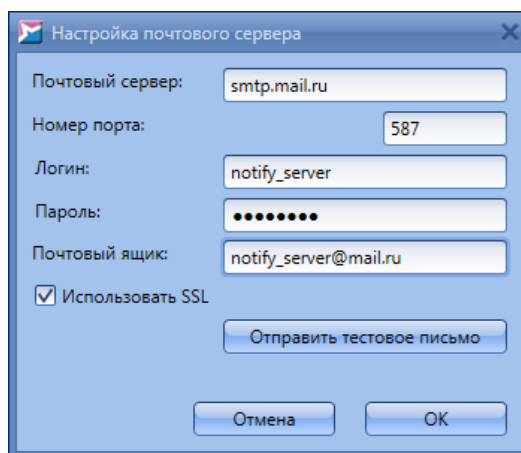 Настройка почтового сервера
Почтовый сервер: smtp.mail.ru
Номер порта: 587
Логин: notify_server
Пароль: ●●●●●●●●
Почтовый ящик: notify_server@mail.ru
Использовать SSL
Отправить тестовое письмо
Отмена OK